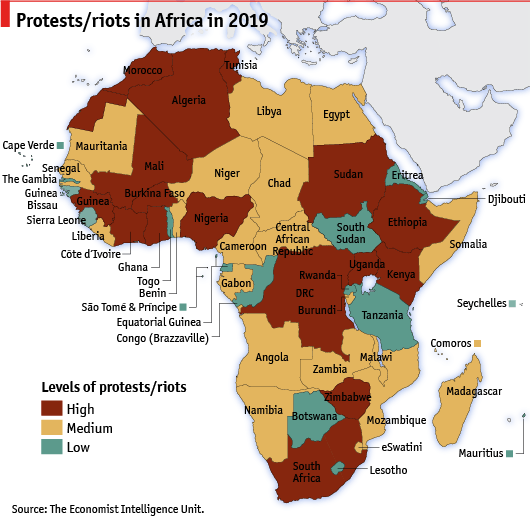 Protests/riots in Africa in 2019
Morocco
Tunisia
Algeria
Libya
Egypt
Cape Verde
Mauritania
Mali
Niger
Chad
Sudan
Eritrea
Senegal
The Gambia
Guinea
Bissau
Guinea
Burkina Faso
Djibouti
Sierra Leone
Nigeria
Ethiopia
Liberia
South
Sudan
Central
African
Republic
Somalia
Côte d'Ivoire
Cameroon
Ghana
Togo
Benin
Uganda
Kenya
Gabon
Rwanda
DRC
Burundi
São Tomé & Príncipe
Seychelles
Equatorial Guinea
Tanzania
Congo (Brazzaville)
Comoros
Angola
Malawi
Zambia
Levels of protests/riots
High
Medium
Low
Madagascar
Zimbabwe
Namibia
Botswana
Mozambique
eSwatini
Mauritius
South
Africa
Lesotho
Source: The Economist Intelligence Unit.